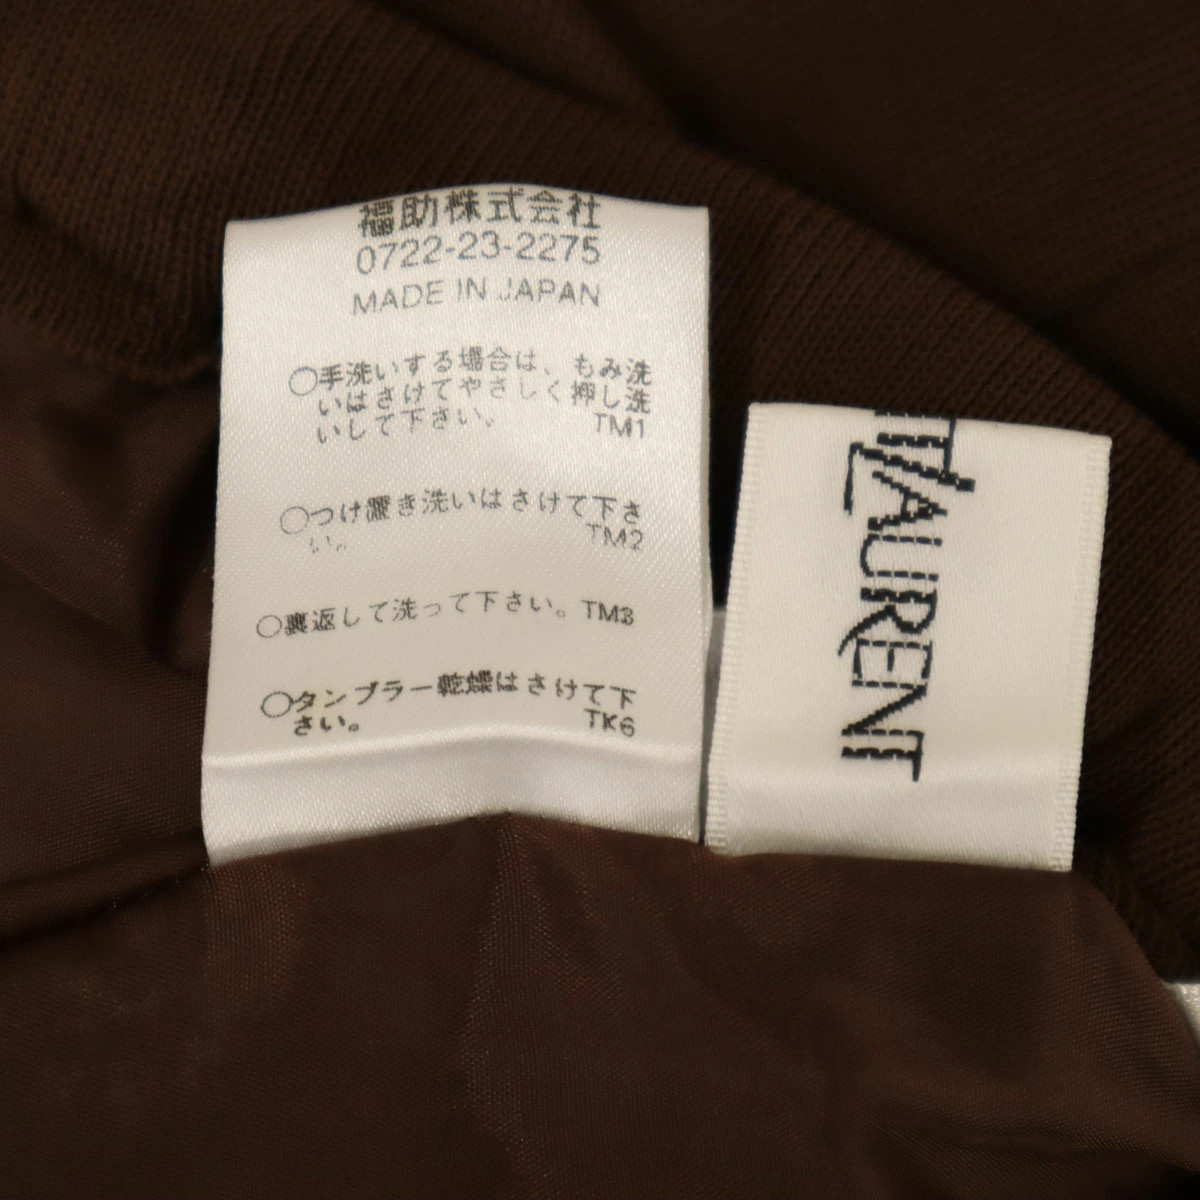 福助株式会社
0722-23-2275
MADE IN JAPAN
○手洗いする場合は、もみ洗
いはさけてやさしく押し洗
いして下さい。 TM1
○つけ置き洗いはさけて下さ
い。 TM2
○裏返して洗って下さい。TM3
○タンブラー乾燥はさけて下
さい。 TK6
LAURENT